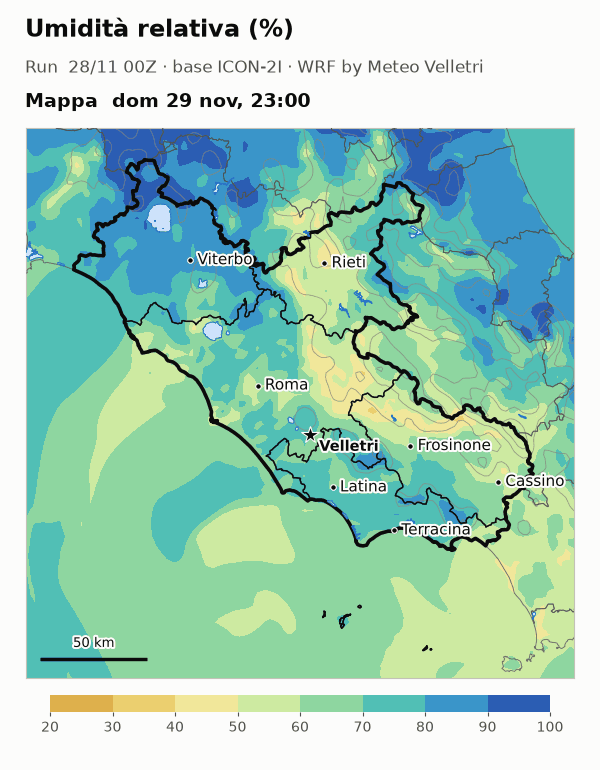 Umidità relativa (%)
Run  28/11 00Z · base ICON-2I · WRF by Meteo Velletri
Mappa  dom 29 nov, 23:00
Viterbo
Rieti
Roma
Velletri
Frosinone
Cassino
Latina
Terracina
50 km
20 30 40 50 60 70 80 90 100